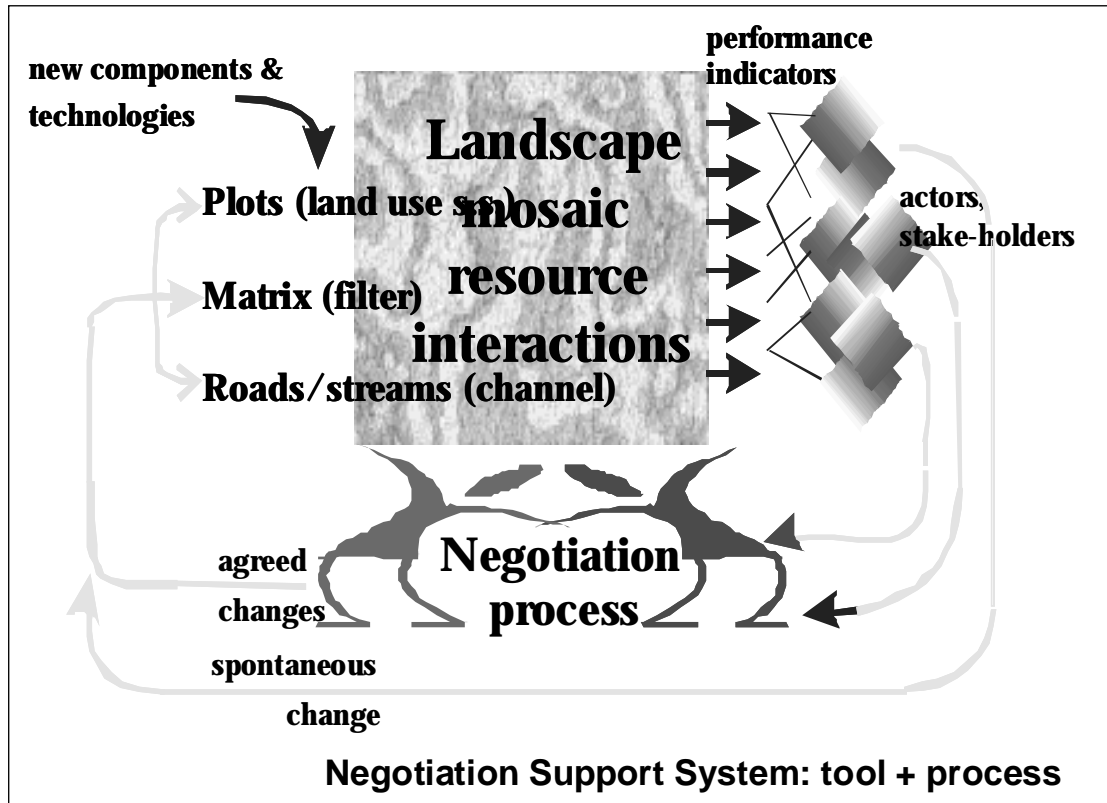 performance
indicators
new components &
technologies
Landscape
mosaic
resource
interactions
Plots (land use s.s.)
Matrix (filter)
Roads/streams (channel)
actors,
stake-holders
Negotiation
process
agreed
changes
spontaneous
change
Negotiation Support System: tool + process